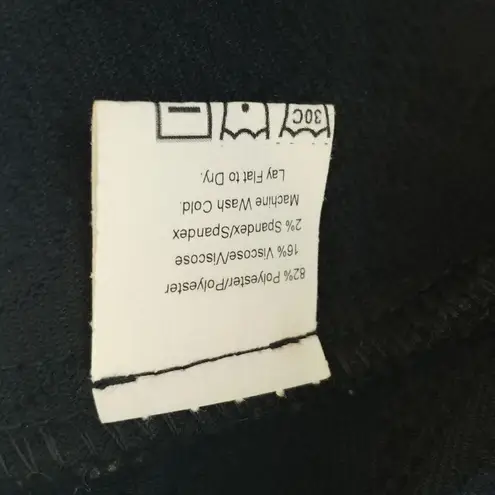 82% Polyester/Polyester
16% Viscose/Viscose
2% Spandex/Spandex
Machine Wash Cold.
Lay Flat to Dry.
30C